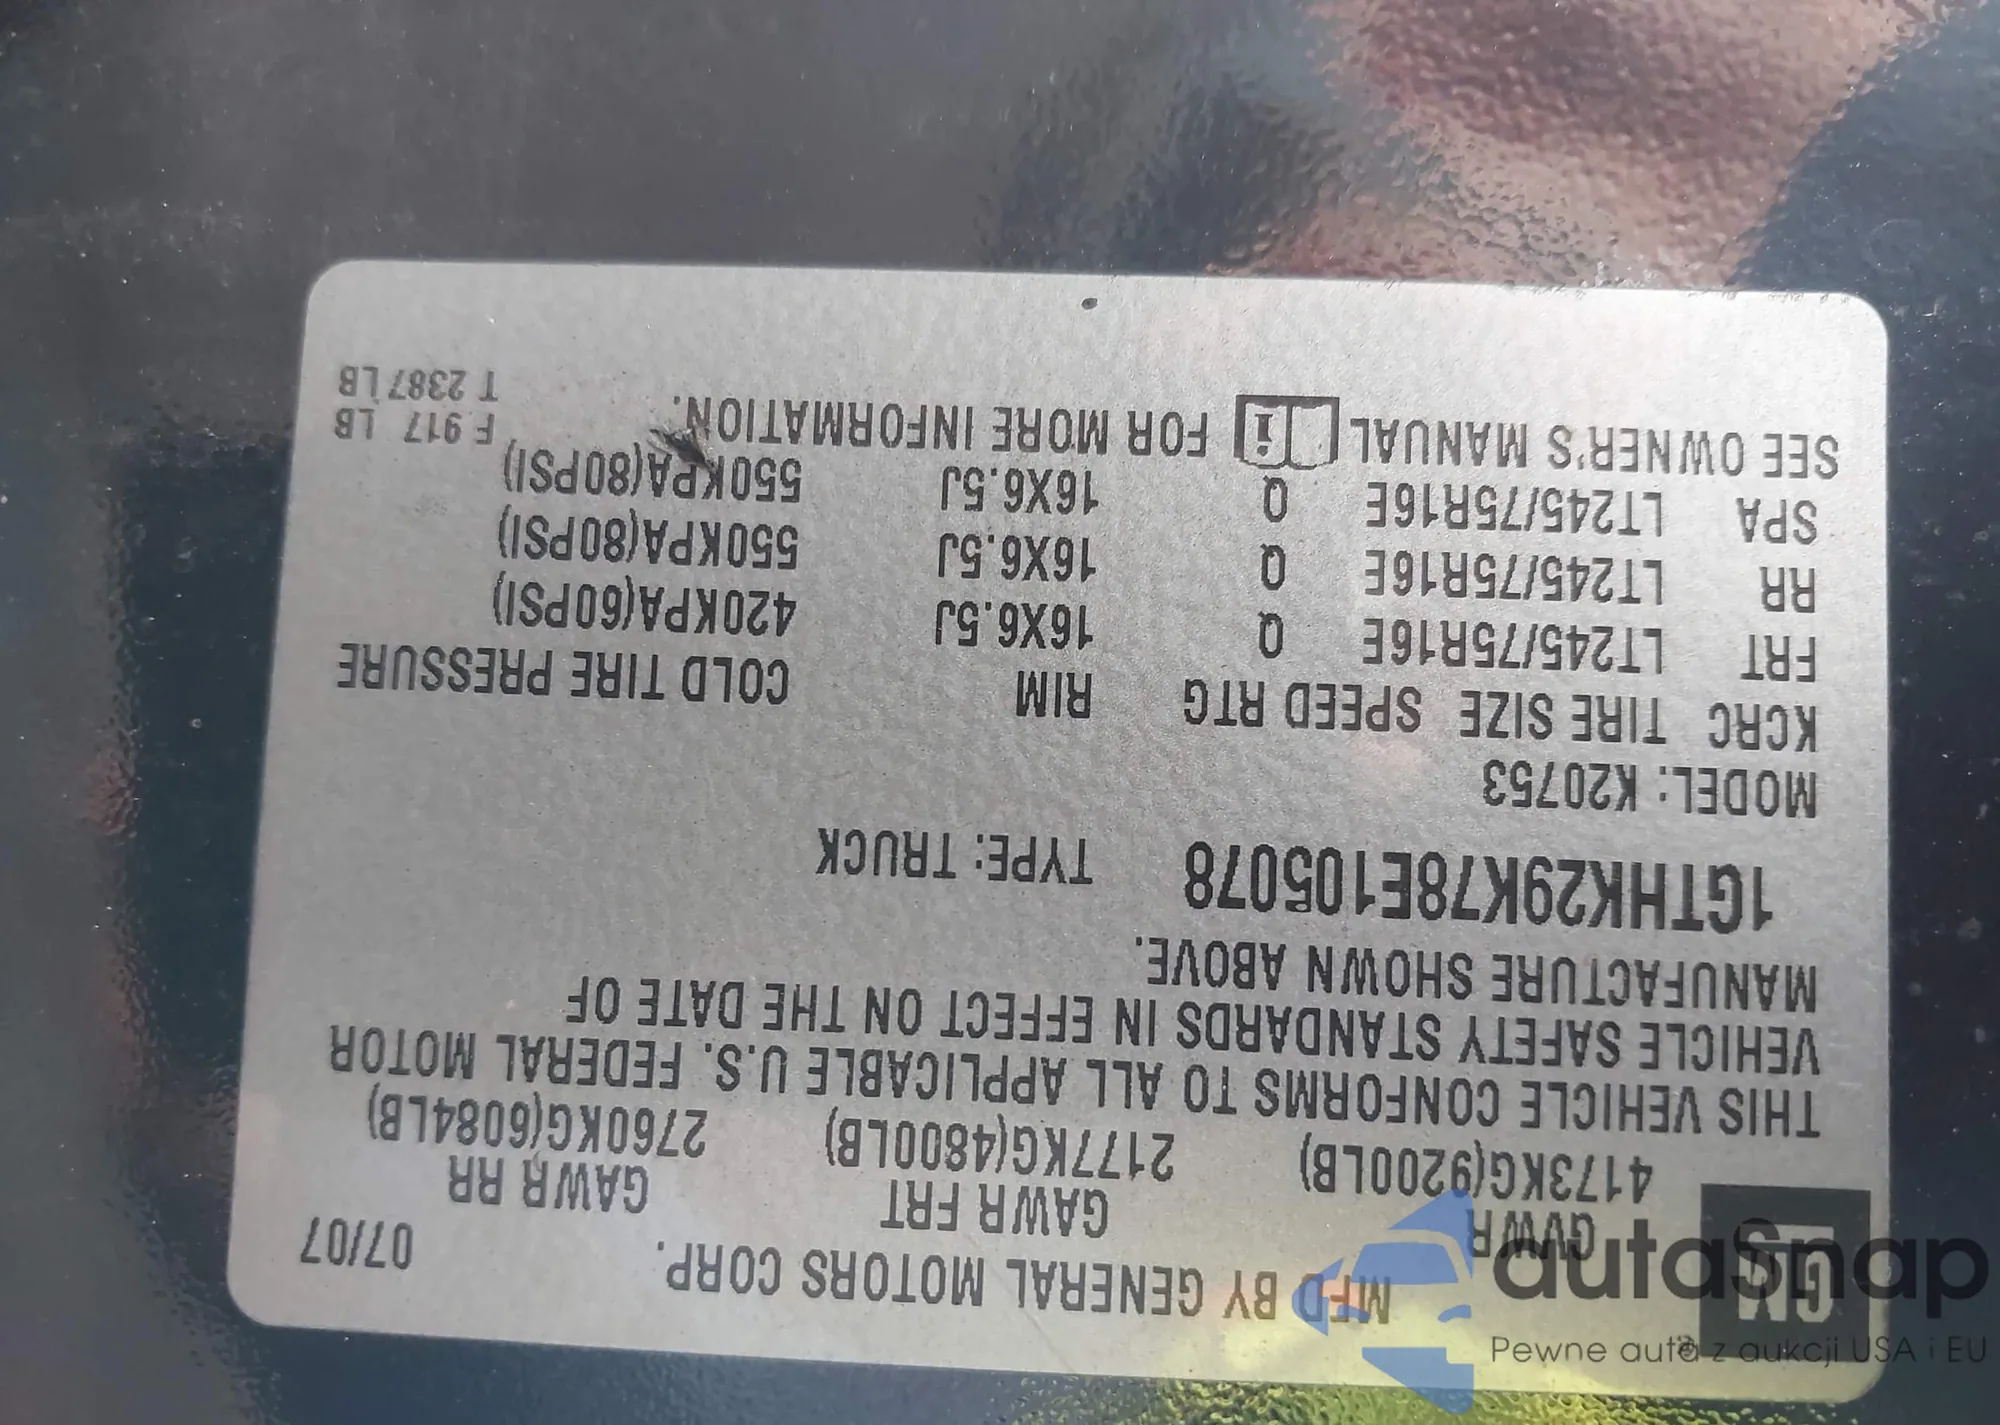 GM
MFD BY GENERAL MOTORS CORP. 07/07
GVWR GAWR FRT GAWR RR
4173KG(9200LB) 2177KG(4800LB) 2760KG(6084LB)
THIS VEHICLE CONFORMS TO ALL APPLICABLE U.S. FEDERAL MOTOR
VEHICLE SAFETY STANDARDS IN EFFECT ON THE DATE OF
MANUFACTURE SHOWN ABOVE.
1GTHK29K78E105078 TYPE: TRUCK
MODEL: K20753
KCRC TIRE SIZE SPEED RTG RIM COLD TIRE PRESSURE
FRT LT245/75R16E Q 16X6.5J 420KPA(60PSI)
RR LT245/75R16E Q 16X6.5J 550KPA(80PSI)
SPA LT245/75R16E Q 16X6.5J 550KPA(80PSI)
SEE OWNER'S MANUAL i FOR MORE INFORMATION.
F 917 LB
T 2387 LB
autaSnap
Pewne auta z aukcji USA i EU